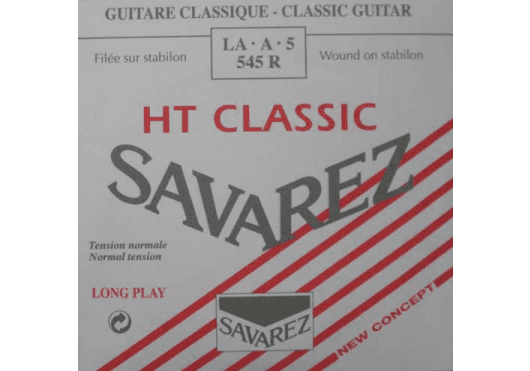 GUITARE CLASSIQUE - CLASSIC GUITAR
Filée sur stabilon
LA · A · 5
545 R
Wound on stabilon
HT CLASSIC
SAVAREZ
Tension normale
Normal tension
LONG PLAY
SAVAREZ
NEW CONCEPT